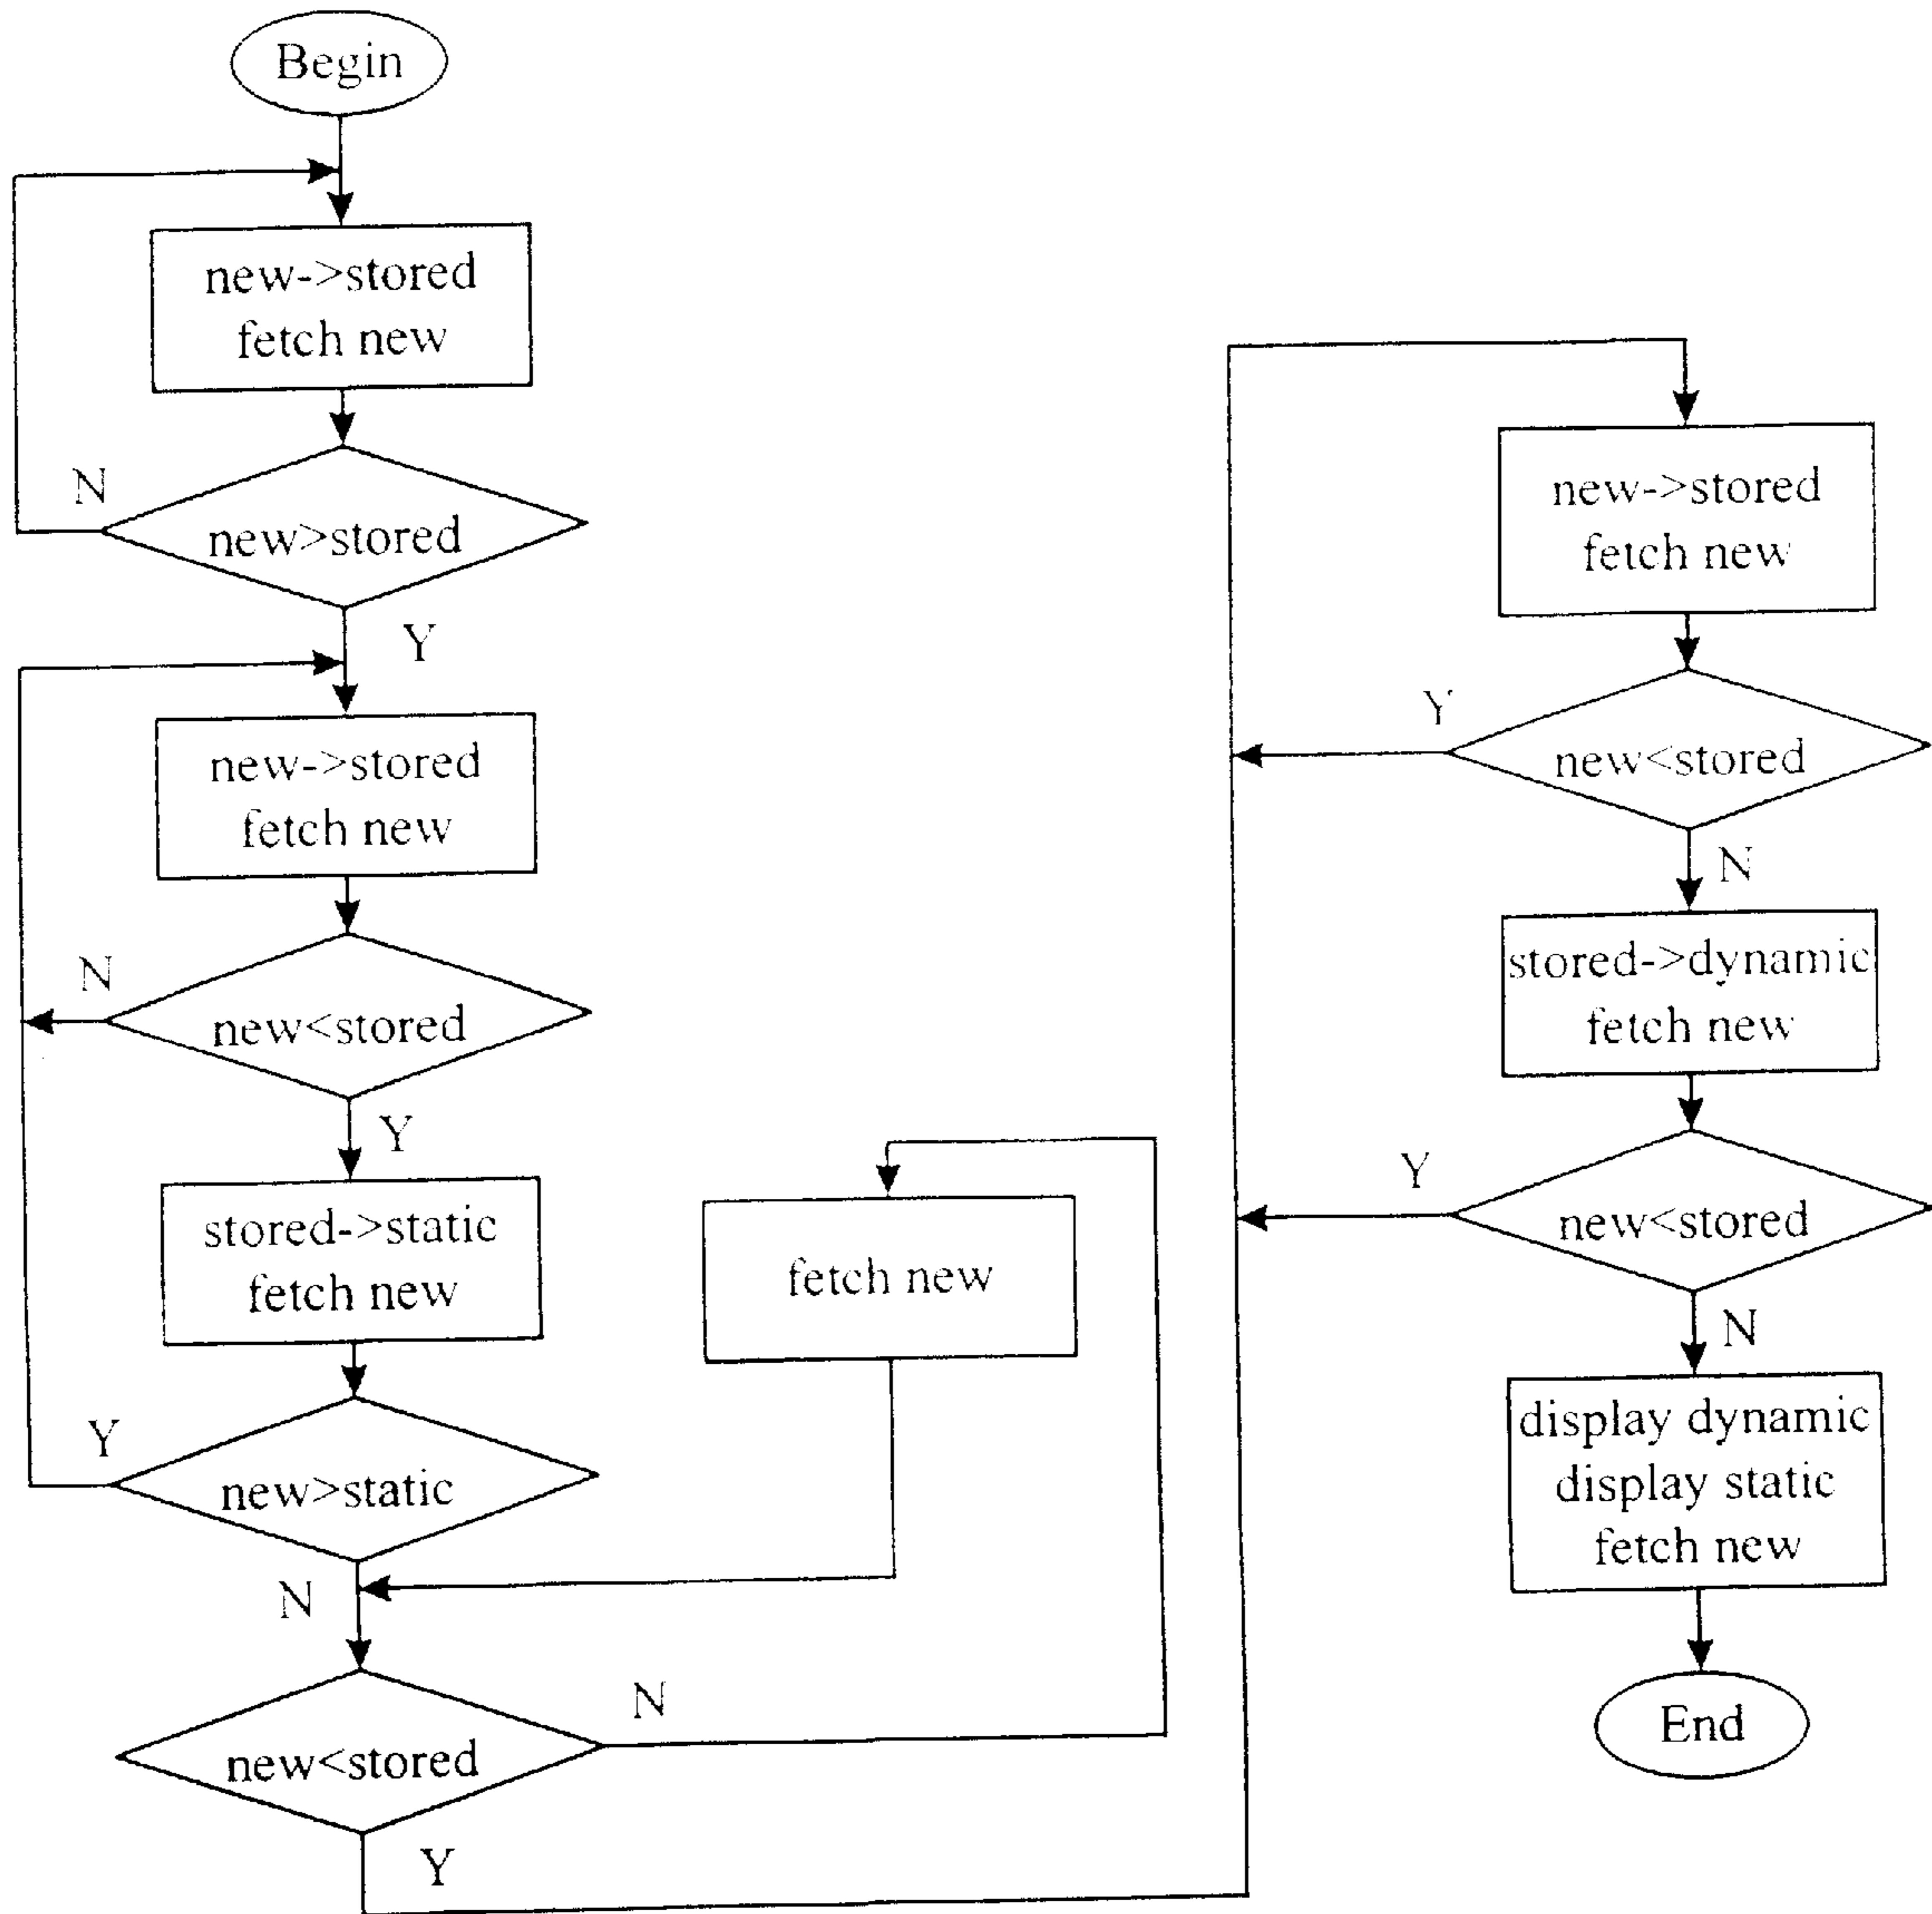 Begin
new->stored
fetch new
N
new>stored
Y
new->stored
fetch new
N
new<stored
Y
stored->static
fetch new
Y
new>static
N
fetch new
new<stored
N
Y
new->stored
fetch new
Y
new<stored
N
stored->dynamic
fetch new
Y
new<stored
N
display dynamic
display static
fetch new
End